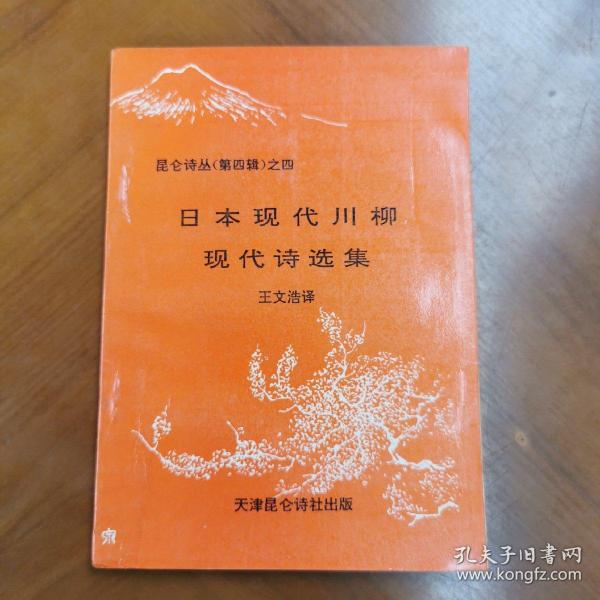 昆仑诗丛（第四辑）之四
日本现代川柳
现代诗选集
王文浩译
天津昆仑诗社出版
孔夫子旧书网
www.kongfz.com